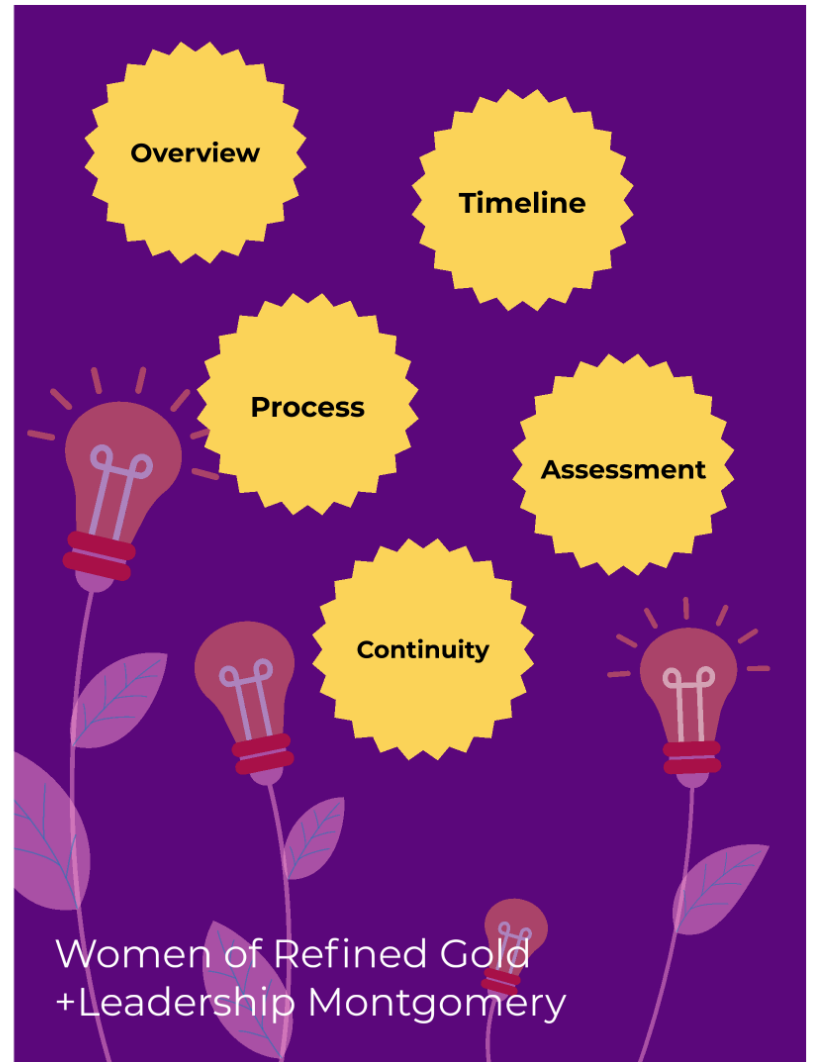 Overview
Timeline
Process
Assessment
Continuity
Women of Refined Gold
+Leadership Montgomery